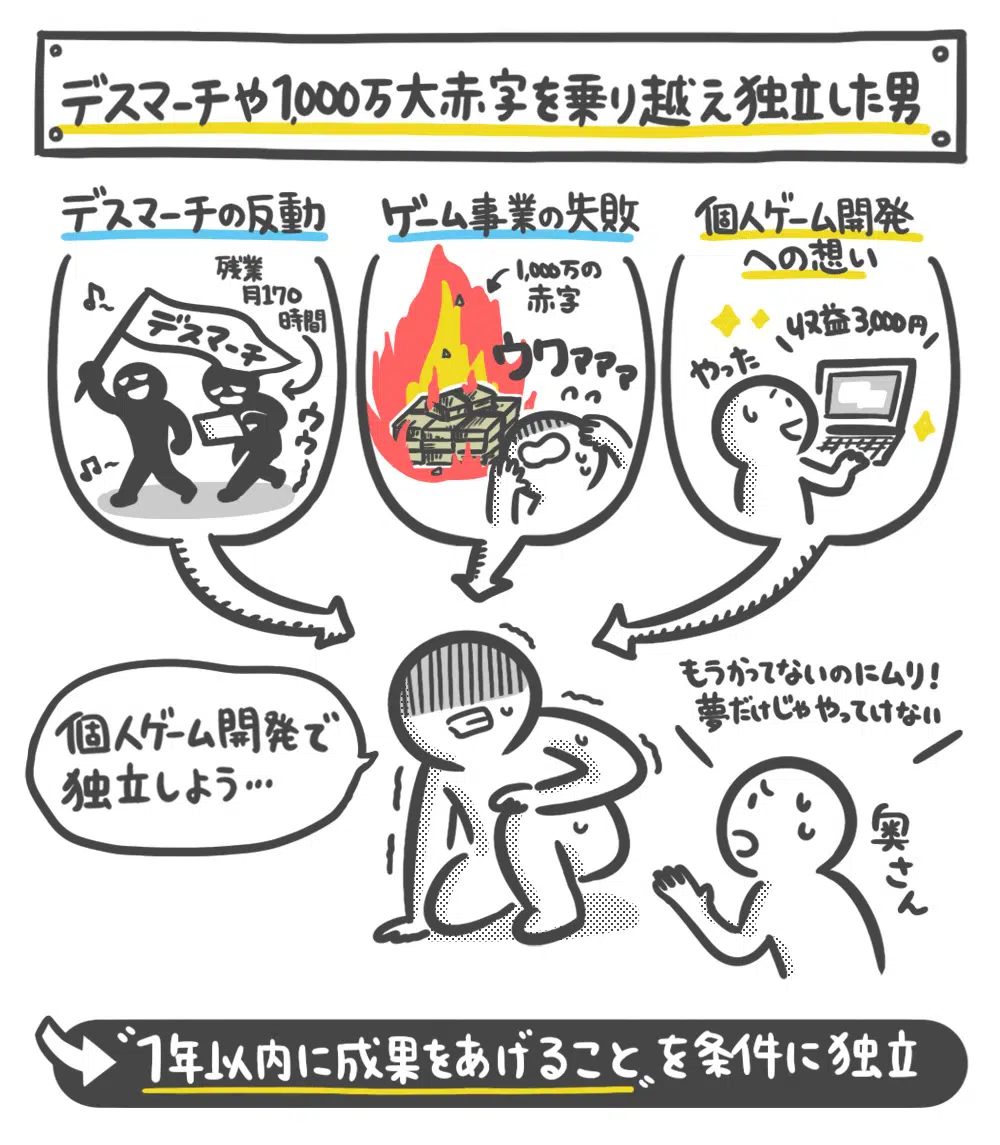 デスマーチや1,000万大赤字を乗り越え独立した男
デスマーチの反動
残業
月170
時間
♫〜
デスマーチ
♫〜
ウゥ〜
ゲーム事業の失敗
1,000万の
赤字
ウワァァァ
個人ゲーム開発
への想い
収益3,000円
やった
個人ゲーム開発で
独立しよう…
もうかってないのにムリ!
夢だけじゃやってけない
奥さん
"1年以内に成果をあげること"を条件に独立